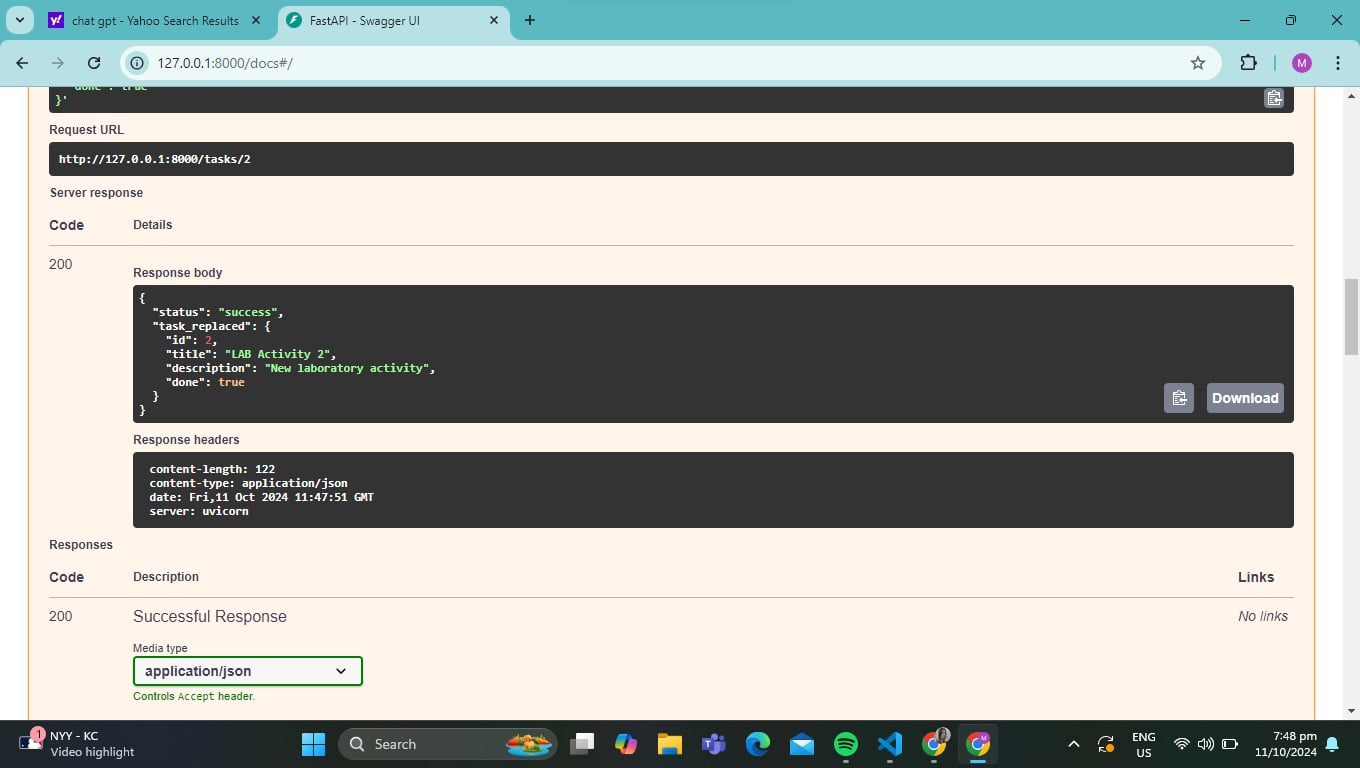 chat gpt - Yahoo Search Results
FastAPI - Swagger UI
127.0.0.1:8000/docs#/
M
"done": true
}'
Request URL
http://127.0.0.1:8000/tasks/2
Server response
Code Details
200
Response body
{
"status": "success",
"task_replaced": {
"id": 2,
"title": "LAB Activity 2",
"description": "New laboratory activity",
"done": true
}
}
Download
Response headers
content-length: 122
content-type: application/json
date: Fri,11 Oct 2024 11:47:51 GMT
server: uvicorn
Responses
Code Description Links
200 Successful Response No links
Media type
application/json
Controls Accept header.
1
NYY - KC
Video highlight
Search
ENG
US
7:48 pm
11/10/2024